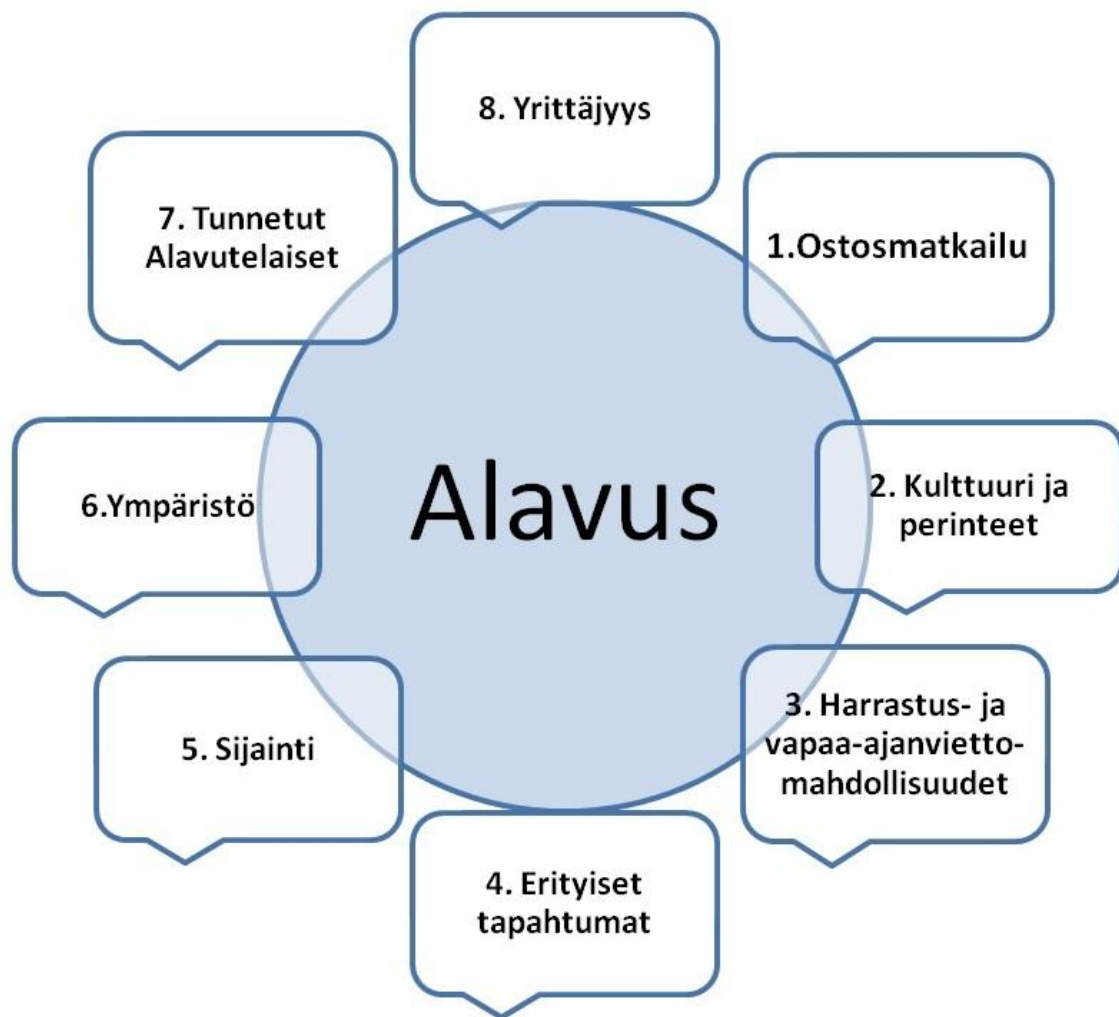 8. Yrittäjyys
7. Tunnetut
Alavutelaiset
1.Ostosmatkailu
Alavus
6.Ympäristö
2. Kulttuuri ja
perinteet
5. Sijainti
3. Harrastus- ja
vapaa-ajanvietto-
mahdollisuudet
4. Erityiset
tapahtumat